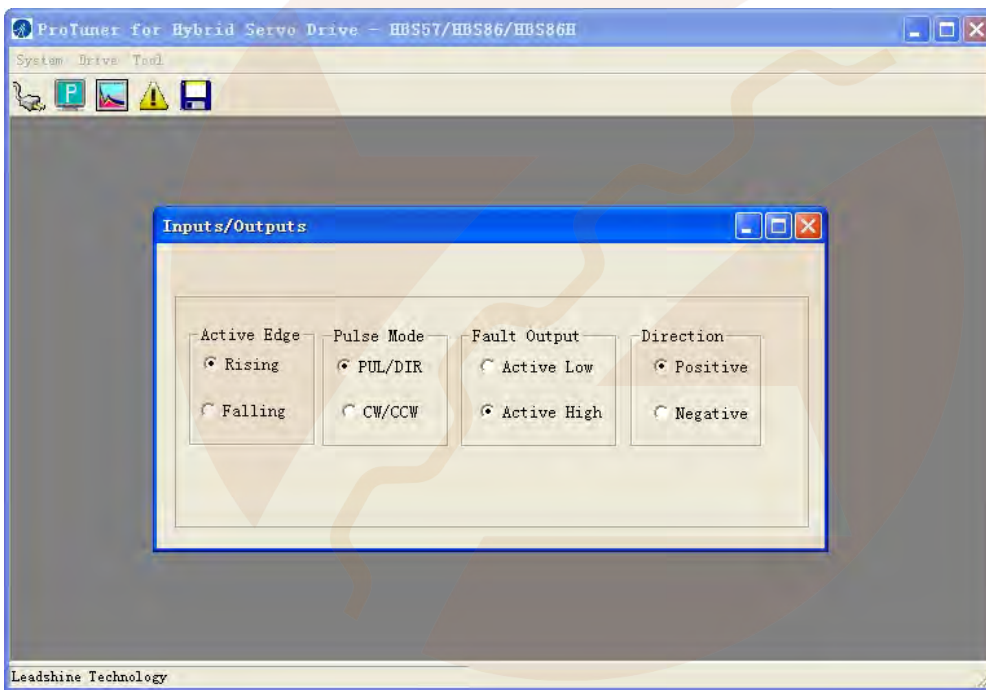 ProTuner for Hybrid Servo Drive - HBS57/HBS86/HBS86H
System Drive Tool
P
Inputs/Outputs
Active Edge Pulse Mode Fault Output Direction
Rising PUL/DIR Active Low Positive
Falling CW/CCW Active High Negative
Leadshine Technology